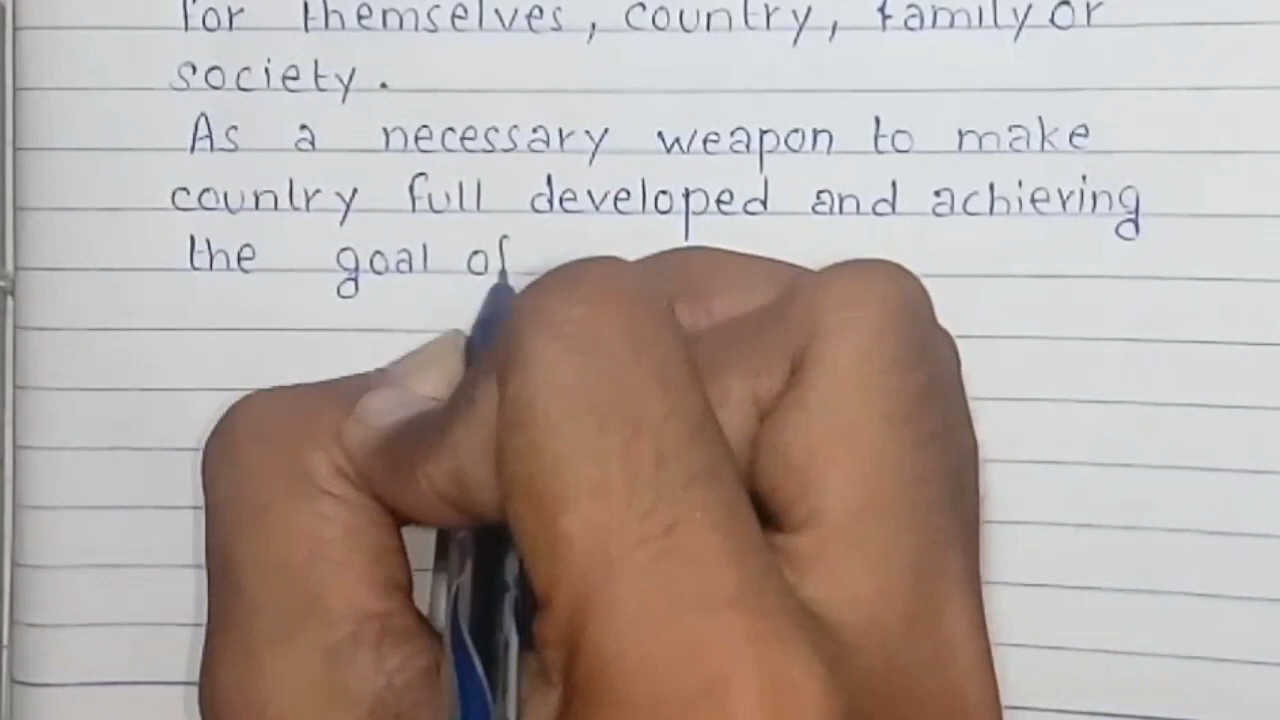 for themselves, country, family or
society.
As a necessary weapon to make
country full developed and achieving
the goal of